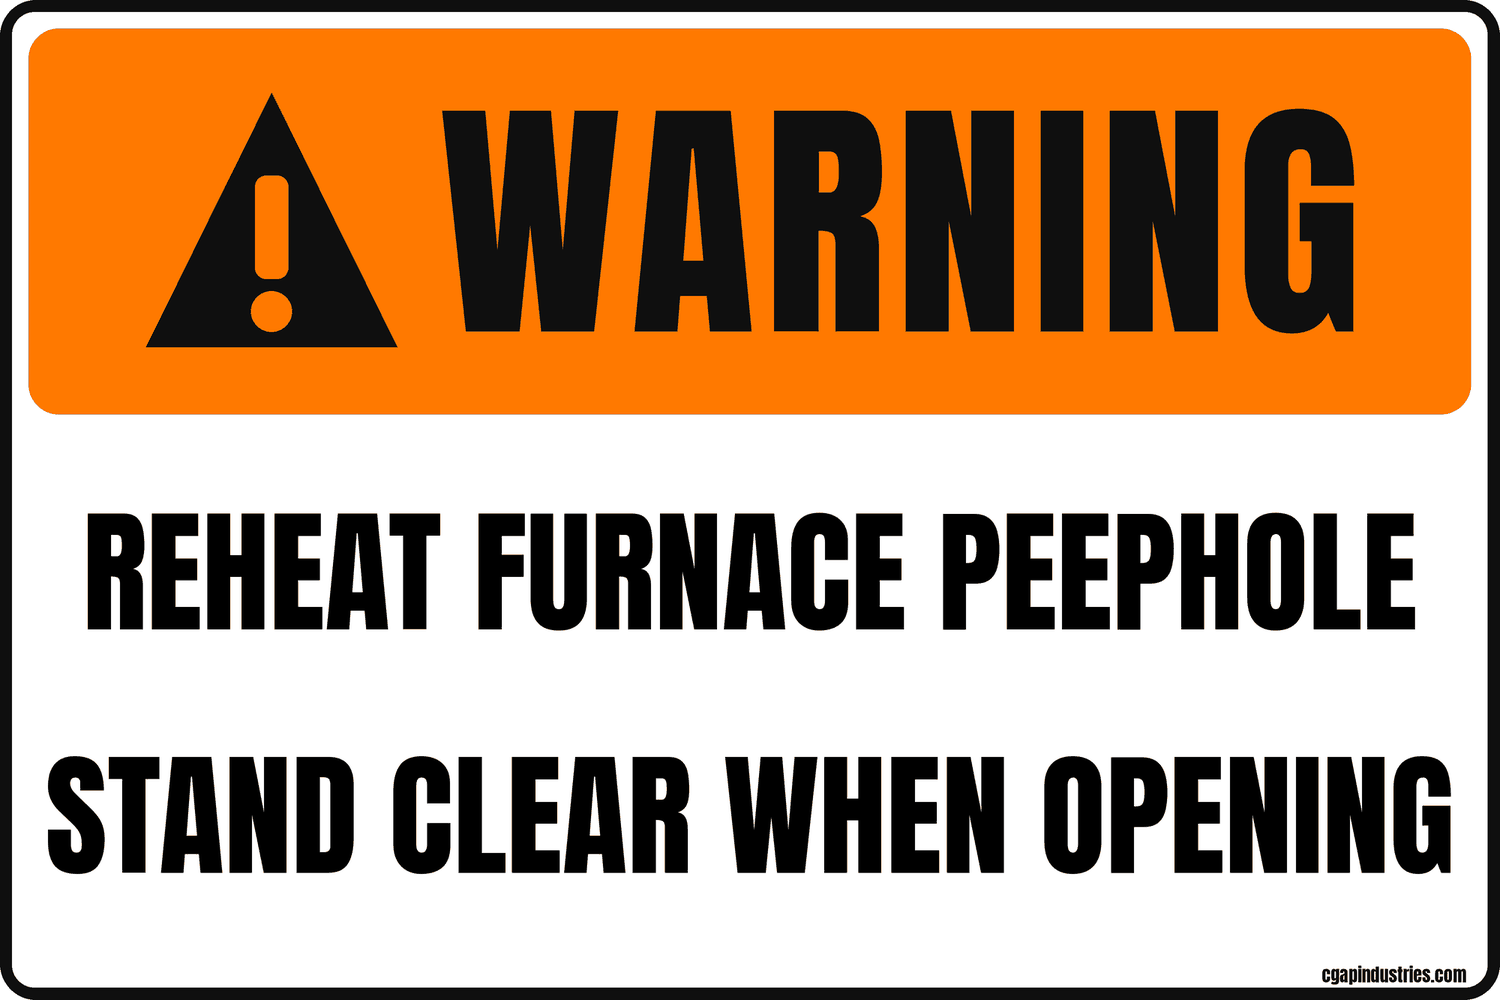 WARNING
REHEAT FURNACE PEEPHOLE
STAND CLEAR WHEN OPENING
cgapindustries.com